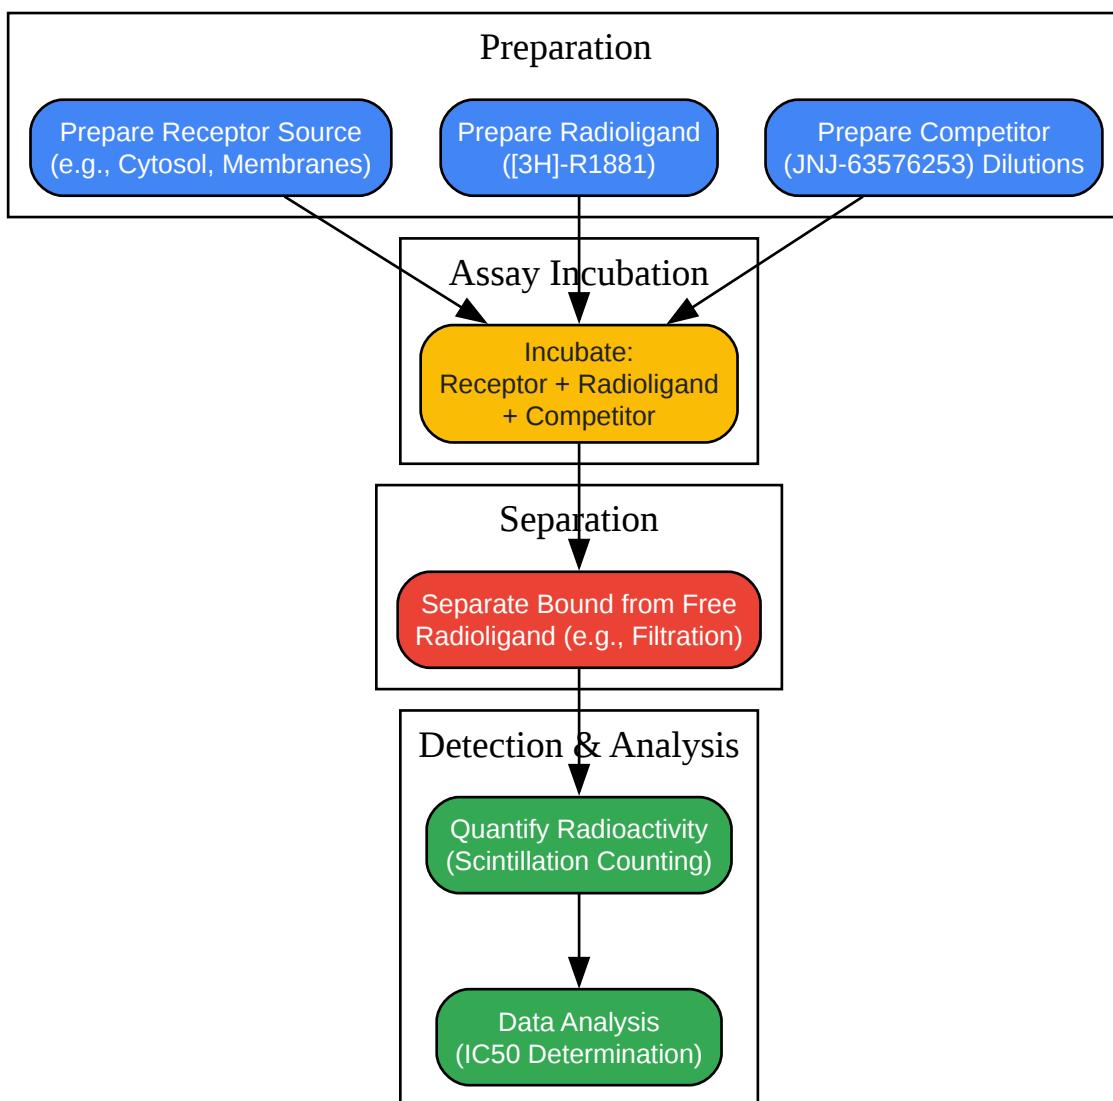 Preparation
Prepare Receptor Source
(e.g., Cytosol, Membranes)
Prepare Radioligand
([3H]-R1881)
Prepare Competitor
(JNJ-63576253) Dilutions
Assay Incubation
Incubate:
Receptor + Radioligand
+ Competitor
Separation
Separate Bound from Free
Radioligand (e.g., Filtration)
Detection & Analysis
Quantify Radioactivity
(Scintillation Counting)
Data Analysis
(IC50 Determination)